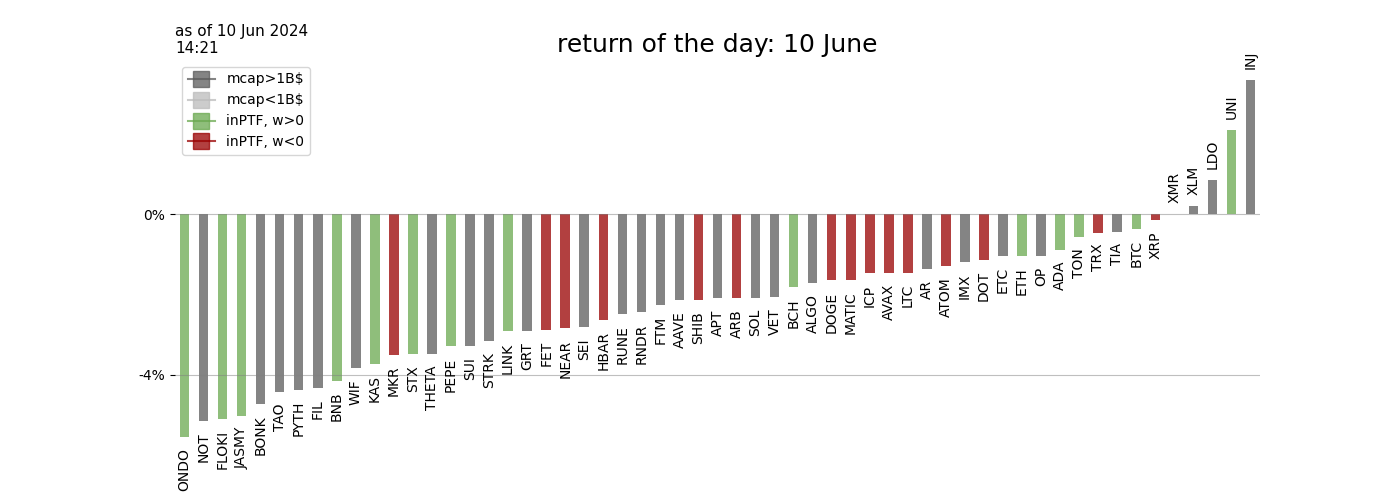 as of 10 Jun 2024
14:21
return of the day: 10 June
mcap>1B$
mcap<1B$
inPTF, w>0
inPTF, w<0
0%
-4%
ONDO
NOT
FLOKI
JASMY
BONK
TAO
PYTH
FIL
BNB
WIF
KAS
MKR
STX
THETA
PEPE
SUI
STRK
LINK
GRT
FET
NEAR
SEI
HBAR
RUNE
RNDR
FTM
AAVE
SHIB
APT
ARB
SOL
VET
BCH
ALGO
DOGE
MATIC
ICP
AVAX
LTC
AR
ATOM
IMX
DOT
ETC
ETH
OP
ADA
TON
TRX
TIA
BTC
XRP
XMR
XLM
LDO
UNI
INJ